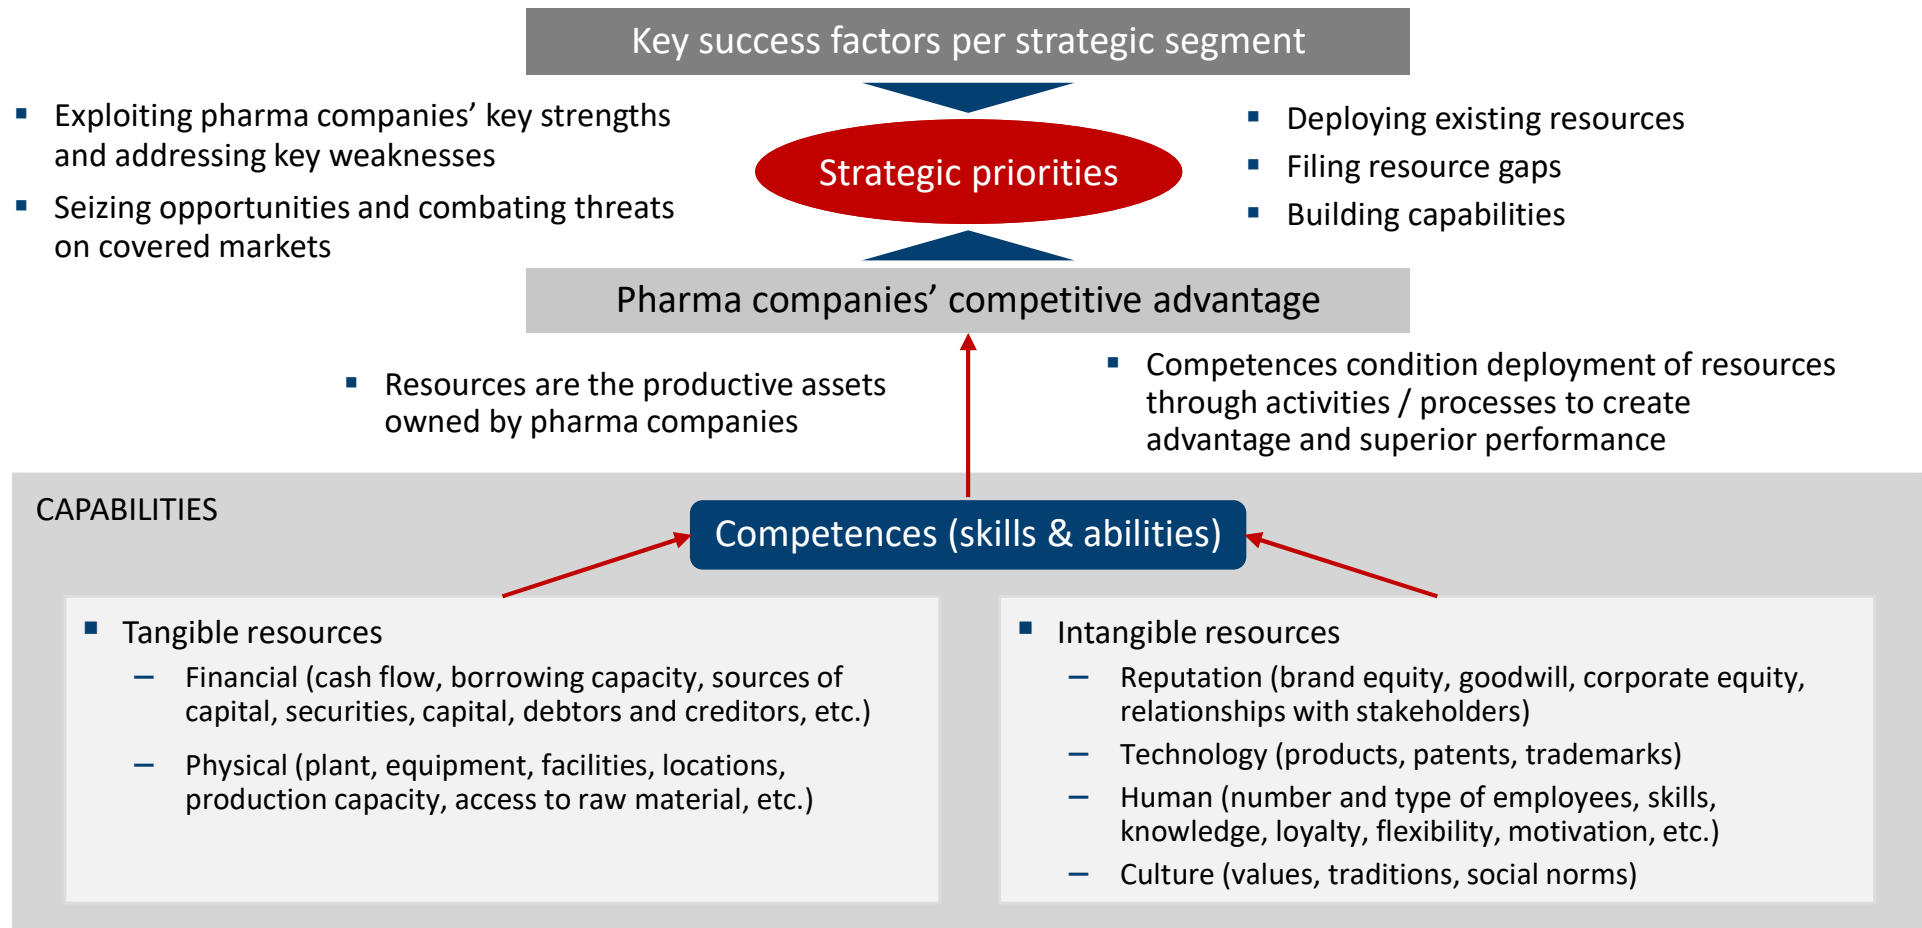 Key success factors per strategic segment
▪ Exploiting pharma companies’ key strengths
and addressing key weaknesses
▪ Seizing opportunities and combating threats
on covered markets
Strategic priorities
▪ Deploying existing resources
▪ Filing resource gaps
▪ Building capabilities
Pharma companies’ competitive advantage
▪ Resources are the productive assets
owned by pharma companies
▪ Competences condition deployment of resources
through activities / processes to create
advantage and superior performance
CAPABILITIES
Competences (skills & abilities)
▪ Tangible resources
– Financial (cash flow, borrowing capacity, sources of
capital, securities, capital, debtors and creditors, etc.)
– Physical (plant, equipment, facilities, locations,
production capacity, access to raw material, etc.)
▪ Intangible resources
– Reputation (brand equity, goodwill, corporate equity,
relationships with stakeholders)
– Technology (products, patents, trademarks)
– Human (number and type of employees, skills,
knowledge, loyalty, flexibility, motivation, etc.)
– Culture (values, traditions, social norms)